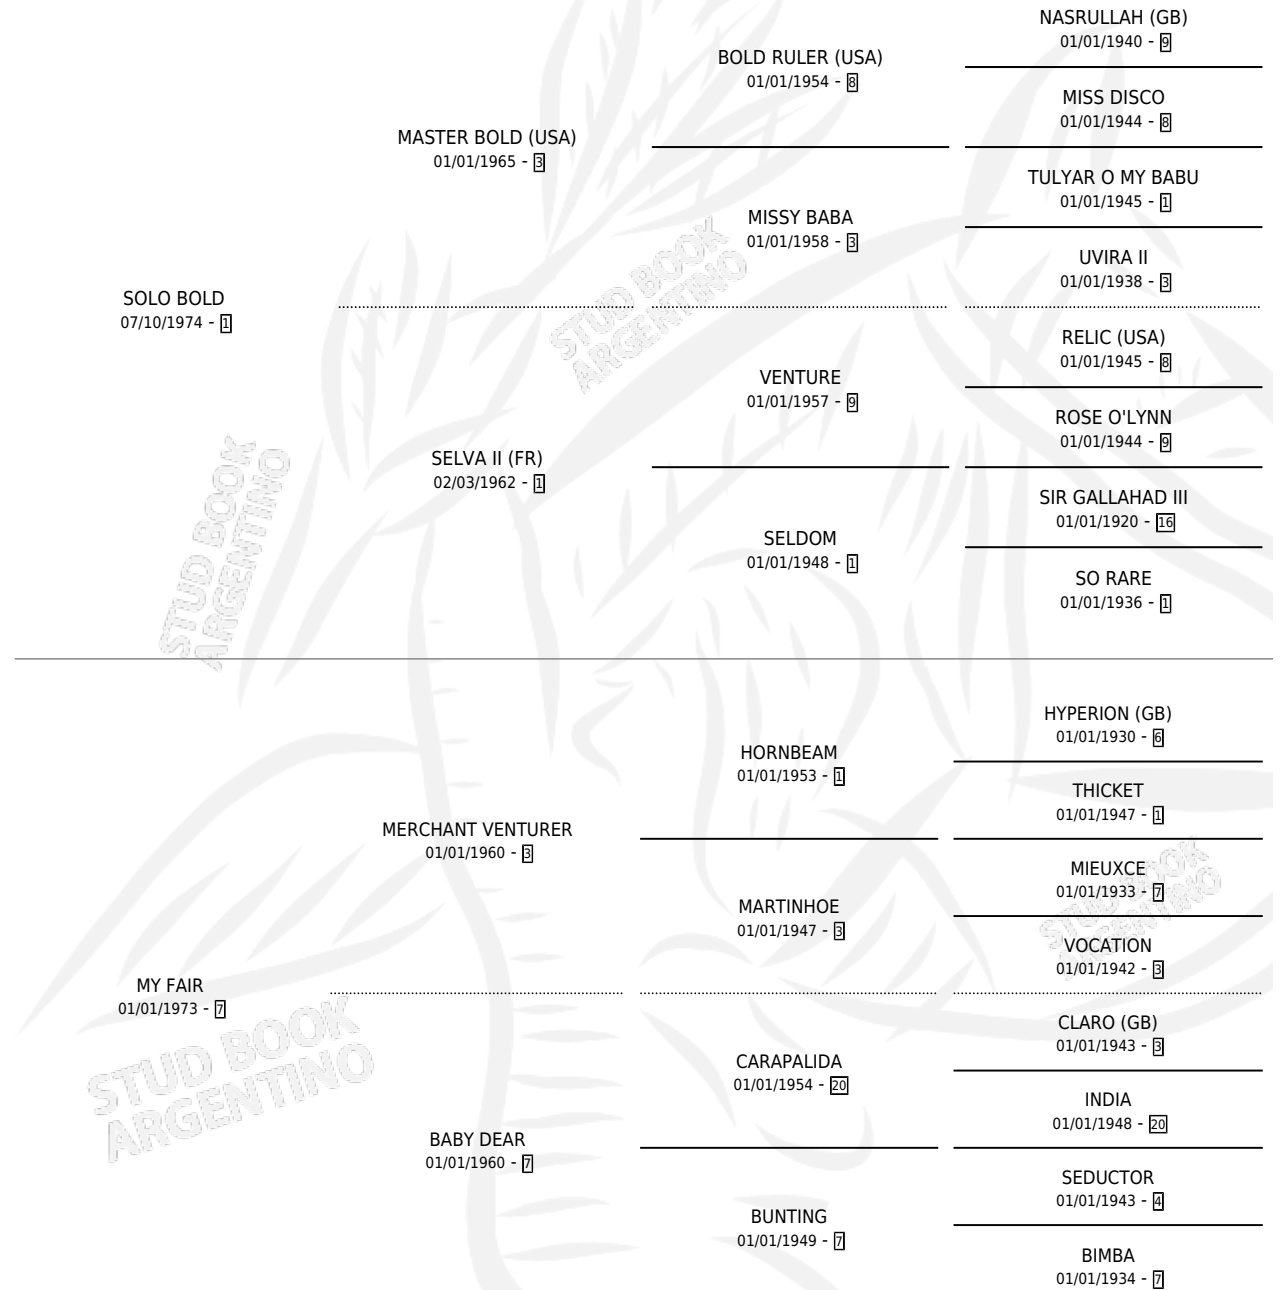 NASRULLAH (GB)
01/01/1940 - 9
BOLD RULER (USA)
01/01/1954 - 8
MISS DISCO
01/01/1944 - 8
MASTER BOLD (USA)
01/01/1965 - 3
TULYAR O MY BABU
01/01/1945 - 1
MISSY BABA
01/01/1958 - 3
UVIRA II
01/01/1938 - 3
SOLO BOLD
07/10/1974 - 1
RELIC (USA)
01/01/1945 - 8
VENTURE
01/01/1957 - 9
ROSE O'LYNN
01/01/1944 - 9
SELVA II (FR)
02/03/1962 - 1
SIR GALLAHAD III
01/01/1920 - 16
SELDOM
01/01/1948 - 1
SO RARE
01/01/1936 - 1
HYPERION (GB)
01/01/1930 - 6
HORNBEAM
01/01/1953 - 1
THICKET
01/01/1947 - 1
MERCHANT VENTURER
01/01/1960 - 3
MIEUXCE
01/01/1933 - 7
MARTINHOE
01/01/1947 - 3
VOCATION
01/01/1942 - 3
MY FAIR
01/01/1973 - 7
CLARO (GB)
01/01/1943 - 3
CARAPALIDA
01/01/1954 - 20
INDIA
01/01/1948 - 20
BABY DEAR
01/01/1960 - 7
SEDUCTOR
01/01/1943 - 4
BUNTING
01/01/1949 - 7
BIMBA
01/01/1934 - 7
STUD BOOK
ARGENTINO
STUD BOOK
ARGENTINO
STUD BOOK
ARGENTINO
STUD BOOK
ARGENTINO